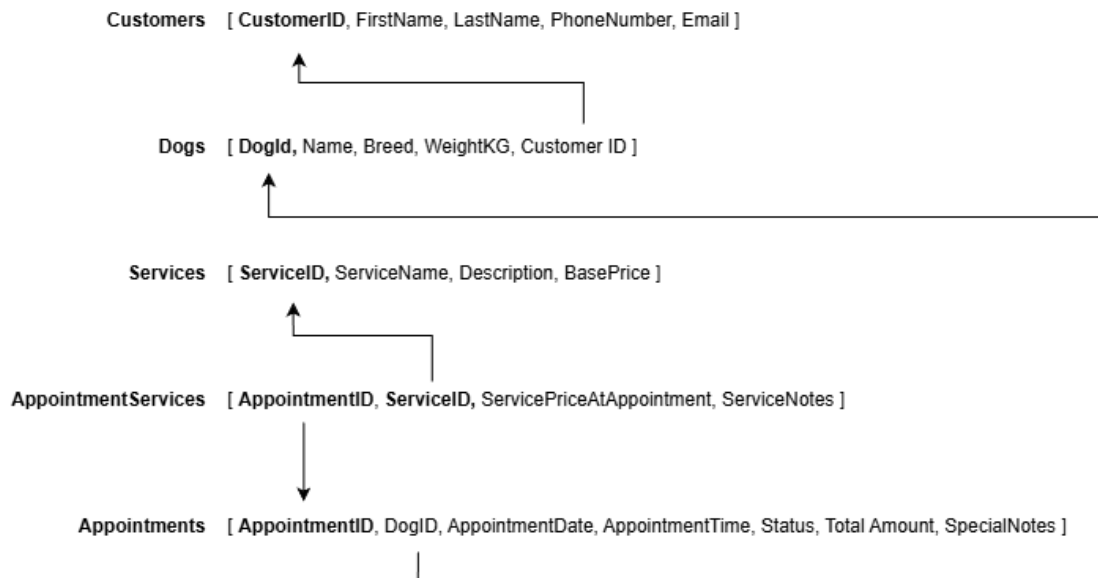 Customers [ CustomerID, FirstName, LastName, PhoneNumber, Email ]
Dogs [ DogId, Name, Breed, WeightKG, Customer ID ]
Services [ ServiceID, ServiceName, Description, BasePrice ]
AppointmentServices [ AppointmentID, ServiceID, ServicePriceAtAppointment, ServiceNotes ]
Appointments [ AppointmentID, DogID, AppointmentDate, AppointmentTime, Status, Total Amount, SpecialNotes ]